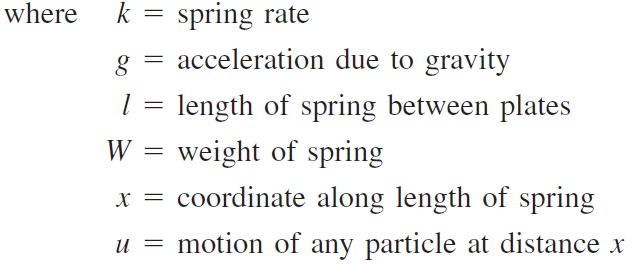 where k = spring rate
g = acceleration due to gravity
l = length of spring between plates
W = weight of spring
x = coordinate along length of spring
u = motion of any particle at distance x